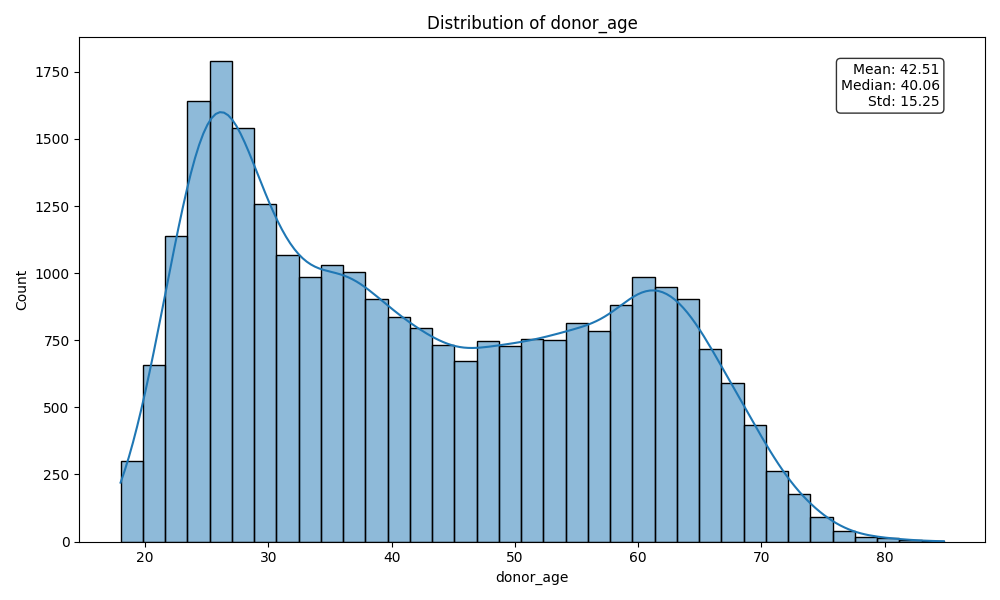 Distribution of donor_age
Mean: 42.51
Median: 40.06
Std: 15.25
Count
1750
1500
1250
1000
750
500
250
0
20 30 40 50 60 70 80
donor_age